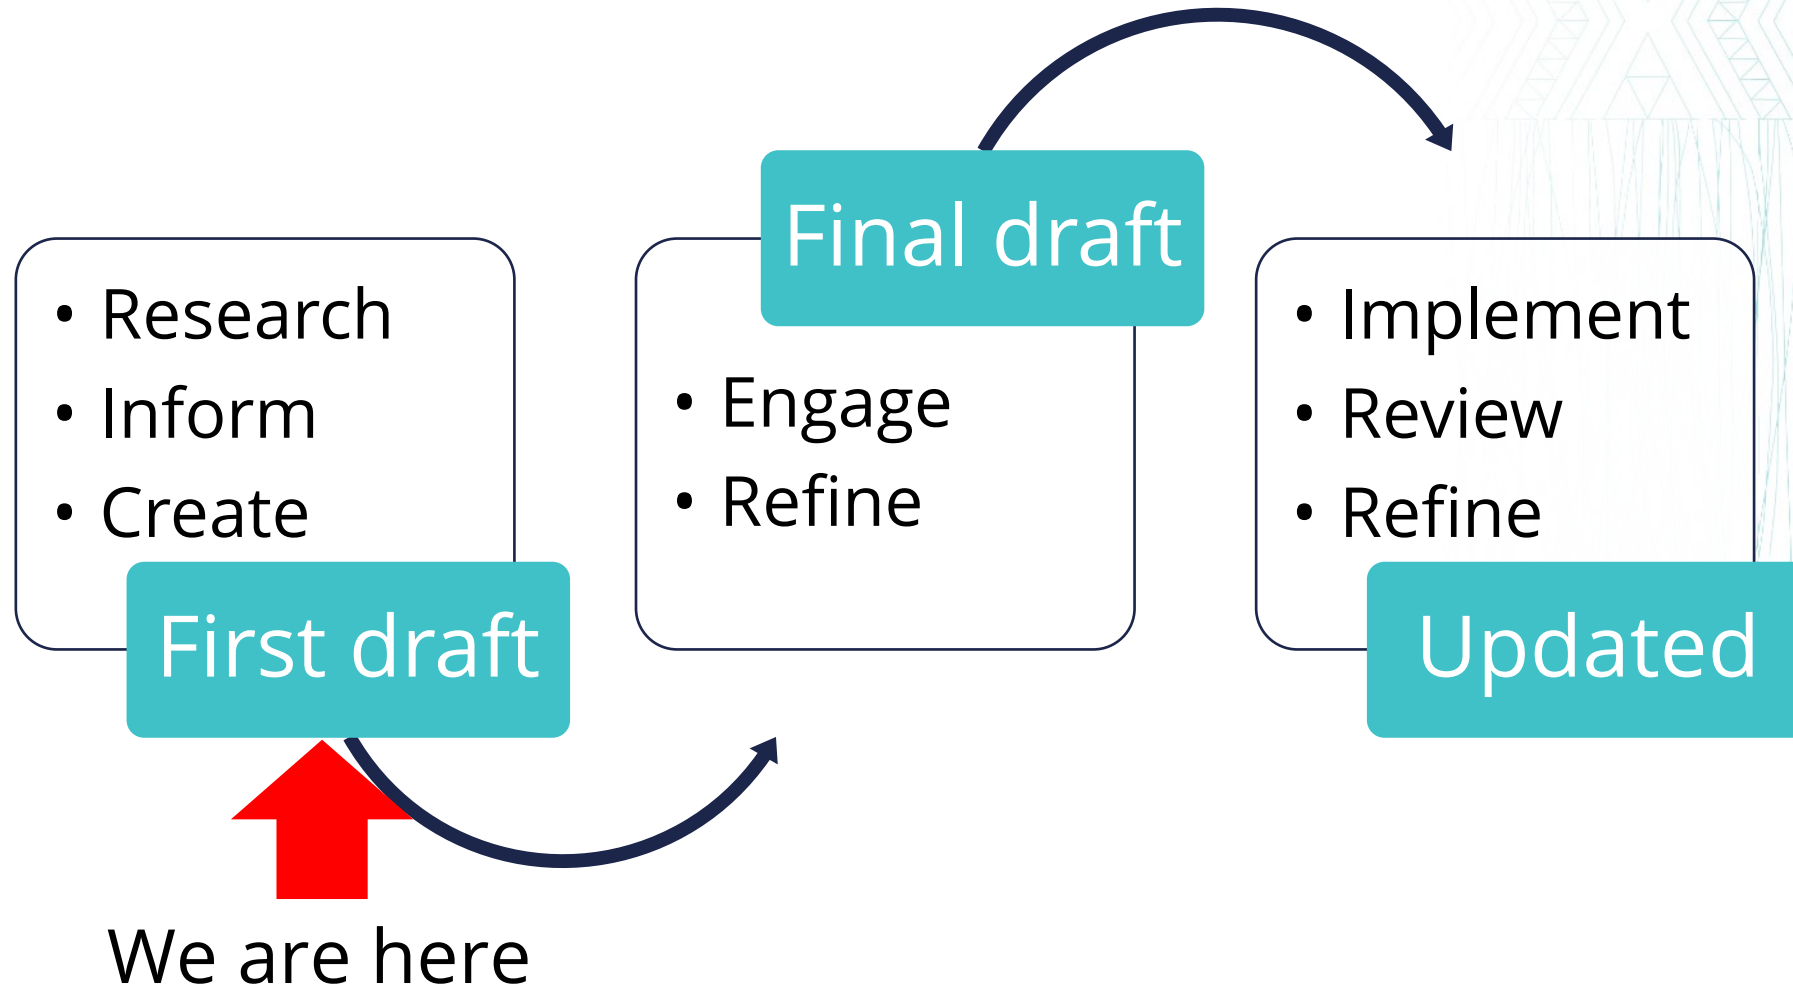 • Research
• Inform
• Create
First draft
We are here
Final draft
• Engage
• Refine
• Implement
• Review
• Refine
Updated